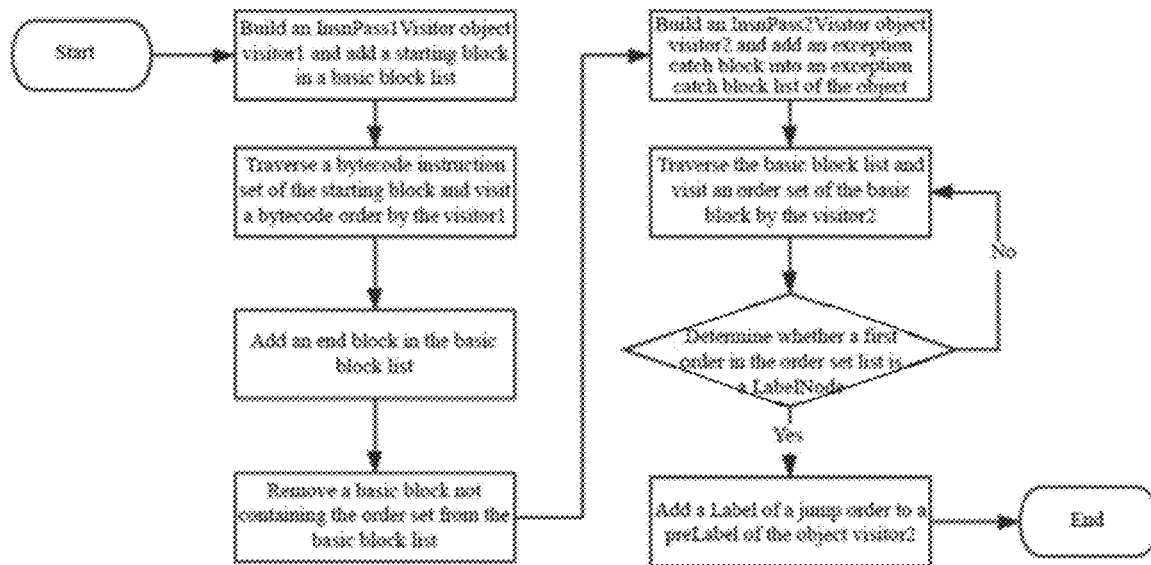 Start
Build an InsnPass1Visitor object
visitor1 and add a starting block
in a basic block list
Traverse a bytecode instruction
set of the starting block and visit
a bytecode order by the visitor1
Add an end block in the basic
block list
Remove a basic block not
containing the order set from the
basic block list
Build an InsnPass2Visitor object
visitor2 and add an exception
catch block into an exception
catch block list of the object
Traverse the basic block list and
visit an order set of the basic
block by the visitor2
No
Determine whether a first
order in the order set list is
a LabelNode
Yes
Add a Label of a jump order to a
preLabel of the object visitor2
End